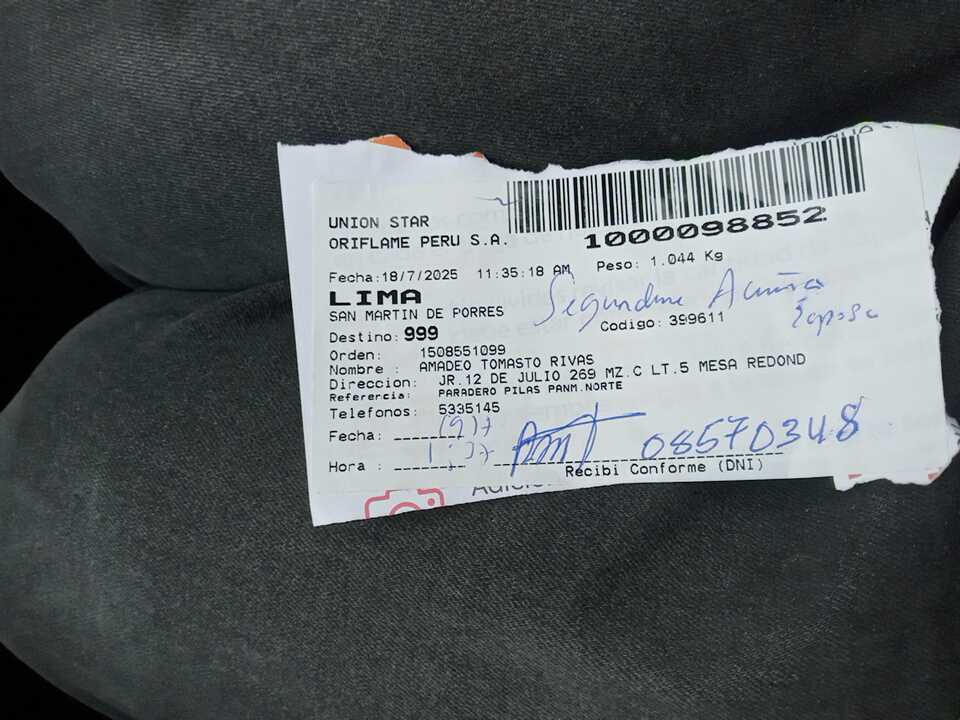 UNION STAR
ORIFLAME PERU S.A.
1000098852
Fecha:18/7/2025 11:35:18 AM Peso: 1.044 Kg
LIMA
SAN MARTIN DE PORRES
Segundina Acuña
Esposa
Destino: 999 Codigo: 399611
Orden: 1508551099
Nombre : AMADEO TOMASTO RIVAS
Direccion: JR.12 DE JULIO 269 MZ.C LT.5 MESA REDOND
Referencia: PARADERO PILAS PANM.NORTE
Telefonos: 5335145
Fecha:
Hora : 08570348
Recibi Conforme (DNI)